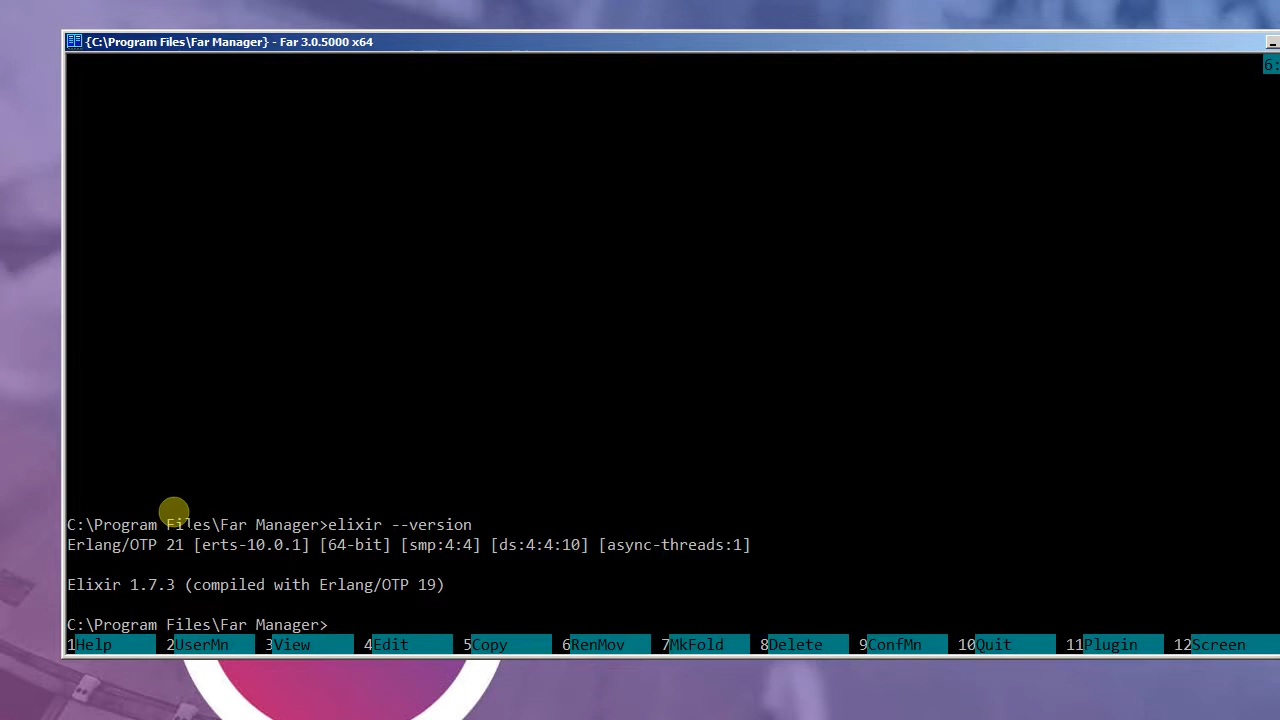 {C:\Program Files\Far Manager} - Far 3.0.5000 x64
6:
C:\Program Files\Far Manager>elixir --version
Erlang/OTP 21 [erts-10.0.1] [64-bit] [smp:4:4] [ds:4:4:10] [async-threads:1]
Elixir 1.7.3 (compiled with Erlang/OTP 19)
C:\Program Files\Far Manager>
1Help 2UserMn 3View 4Edit 5Copy 6RenMov 7MkFold 8Delete 9ConfMn 10Quit 11Plugin 12Screen